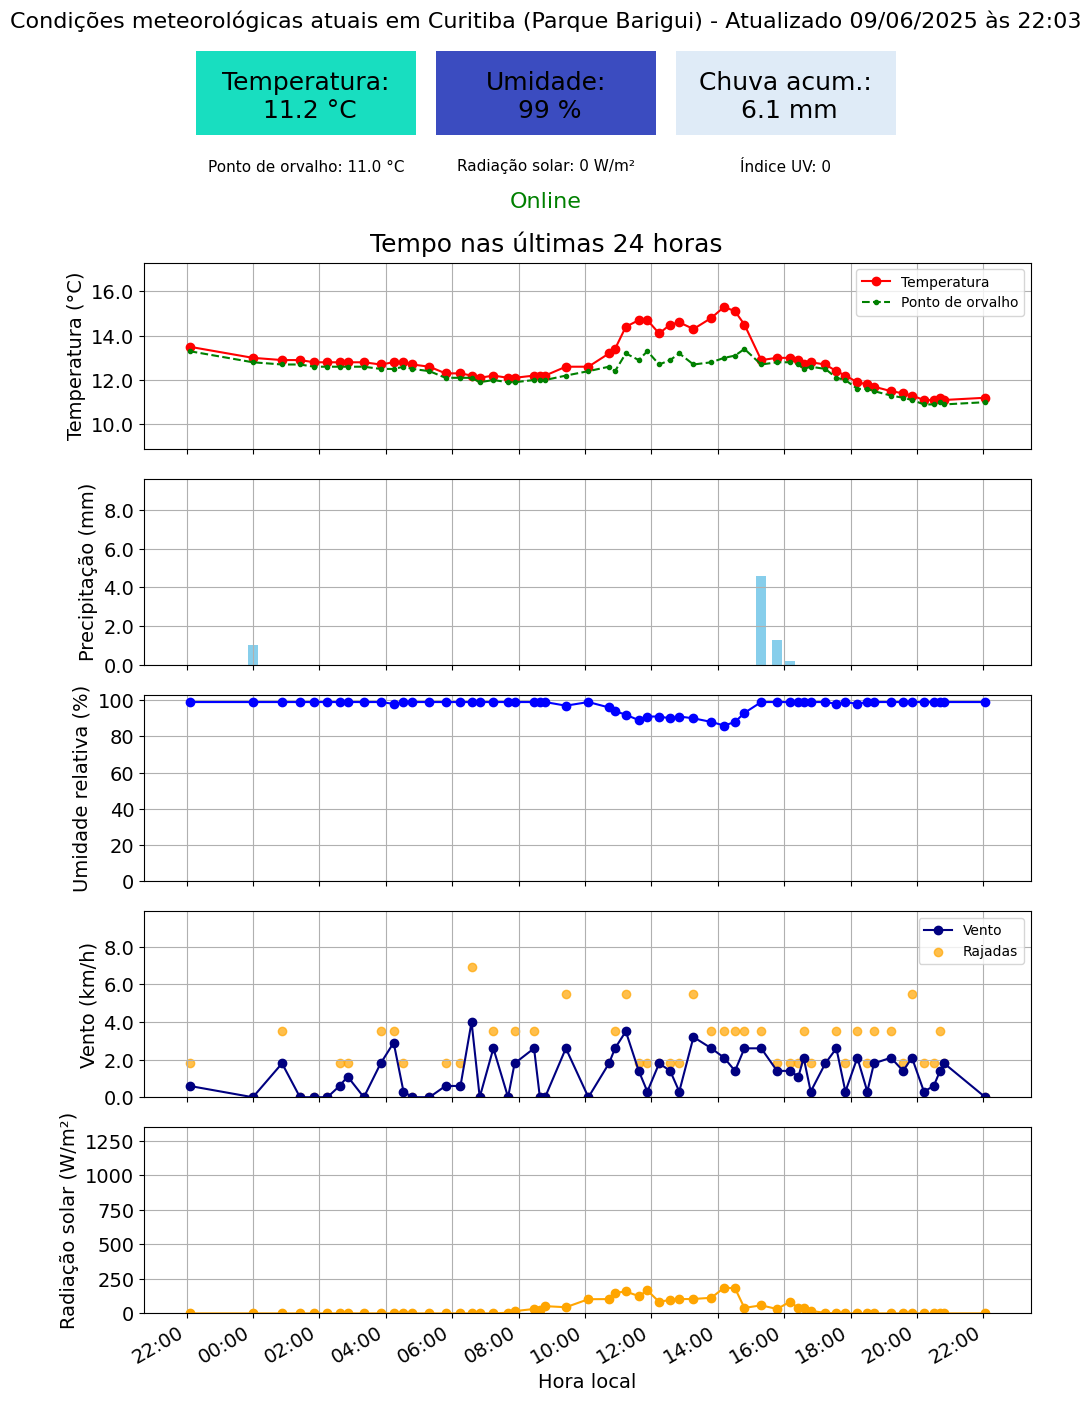 Condições meteorológicas atuais em Curitiba (Parque Barigui) - Atualizado 09/06/2025 às 22:03
Temperatura:
11.2 °C
Umidade:
99 %
Chuva acum.:
6.1 mm
Ponto de orvalho: 11.0 °C
Radiação solar: 0 W/m²
Índice UV: 0
Online
Tempo nas últimas 24 horas
Temperatura (°C)
16.0
14.0
12.0
10.0
Temperatura
Ponto de orvalho
Precipitação (mm)
8.0
6.0
4.0
2.0
0.0
Umidade relativa (%)
100
80
60
40
20
0
Vento (km/h)
8.0
6.0
4.0
2.0
0.0
Vento
Rajadas
Radiação solar (W/m²)
1250
1000
750
500
250
0
22:00
00:00
02:00
04:00
06:00
08:00
10:00
12:00
14:00
16:00
18:00
20:00
22:00
Hora local